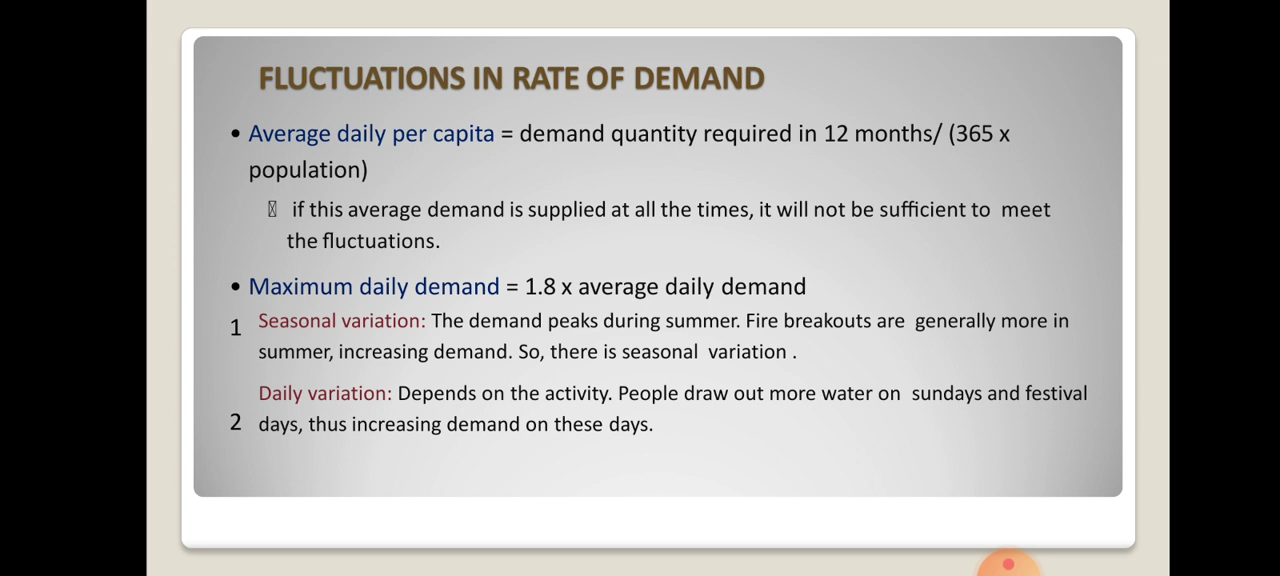 FLUCTUATIONS IN RATE OF DEMAND
• Average daily per capita = demand quantity required in 12 months/ (365 x
population)
if this average demand is supplied at all the times, it will not be sufficient to meet
the fluctuations.
• Maximum daily demand = 1.8 x average daily demand
1 Seasonal variation: The demand peaks during summer. Fire breakouts are generally more in
summer, increasing demand. So, there is seasonal variation .
Daily variation: Depends on the activity. People draw out more water on sundays and festival
2 days, thus increasing demand on these days.